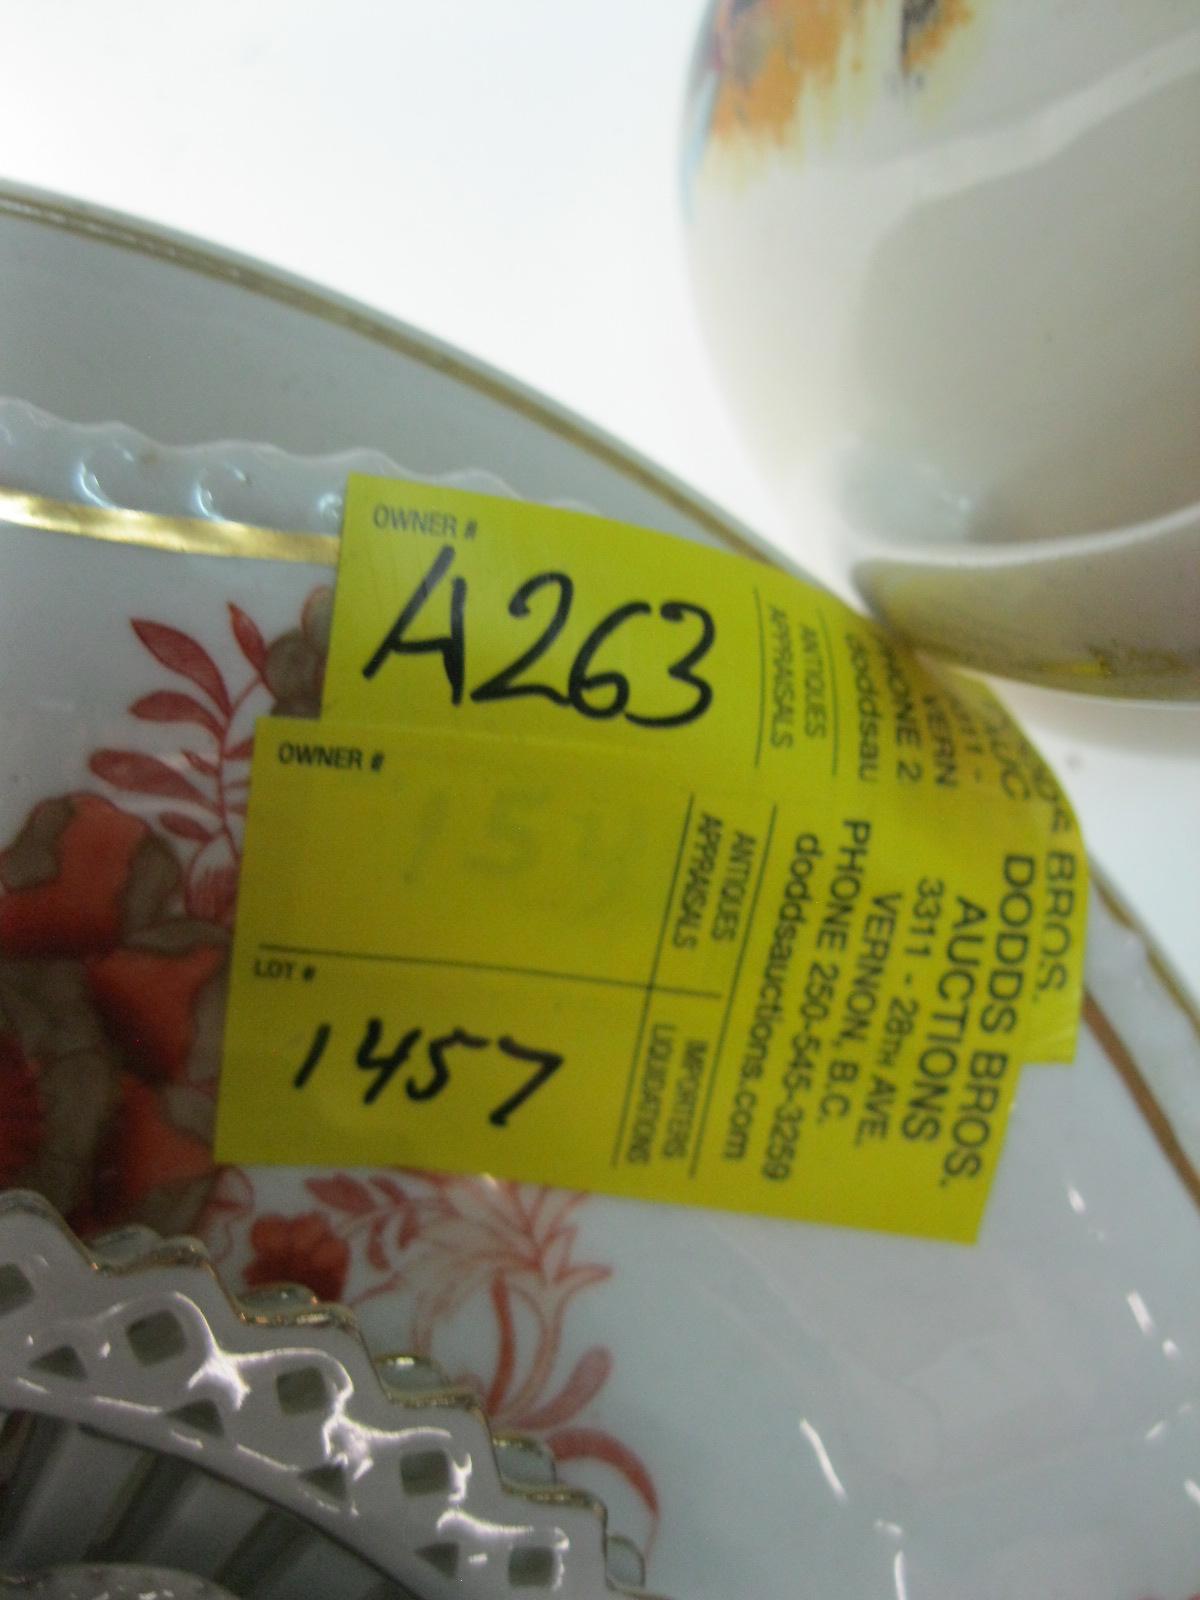 OWNER #
A263
ANTIQUES
APPRAISALS
OWNER #
LOT #
1457
ANTIQUES
APPRAISALS
IMPORTERS
LIQUIDATIONS
BROS.
DODDS BROS.
AUCTIONS
3311 - 28TH AVE.
VERNON, B.C.
PHONE 250-545-3259
doddsauctions.com